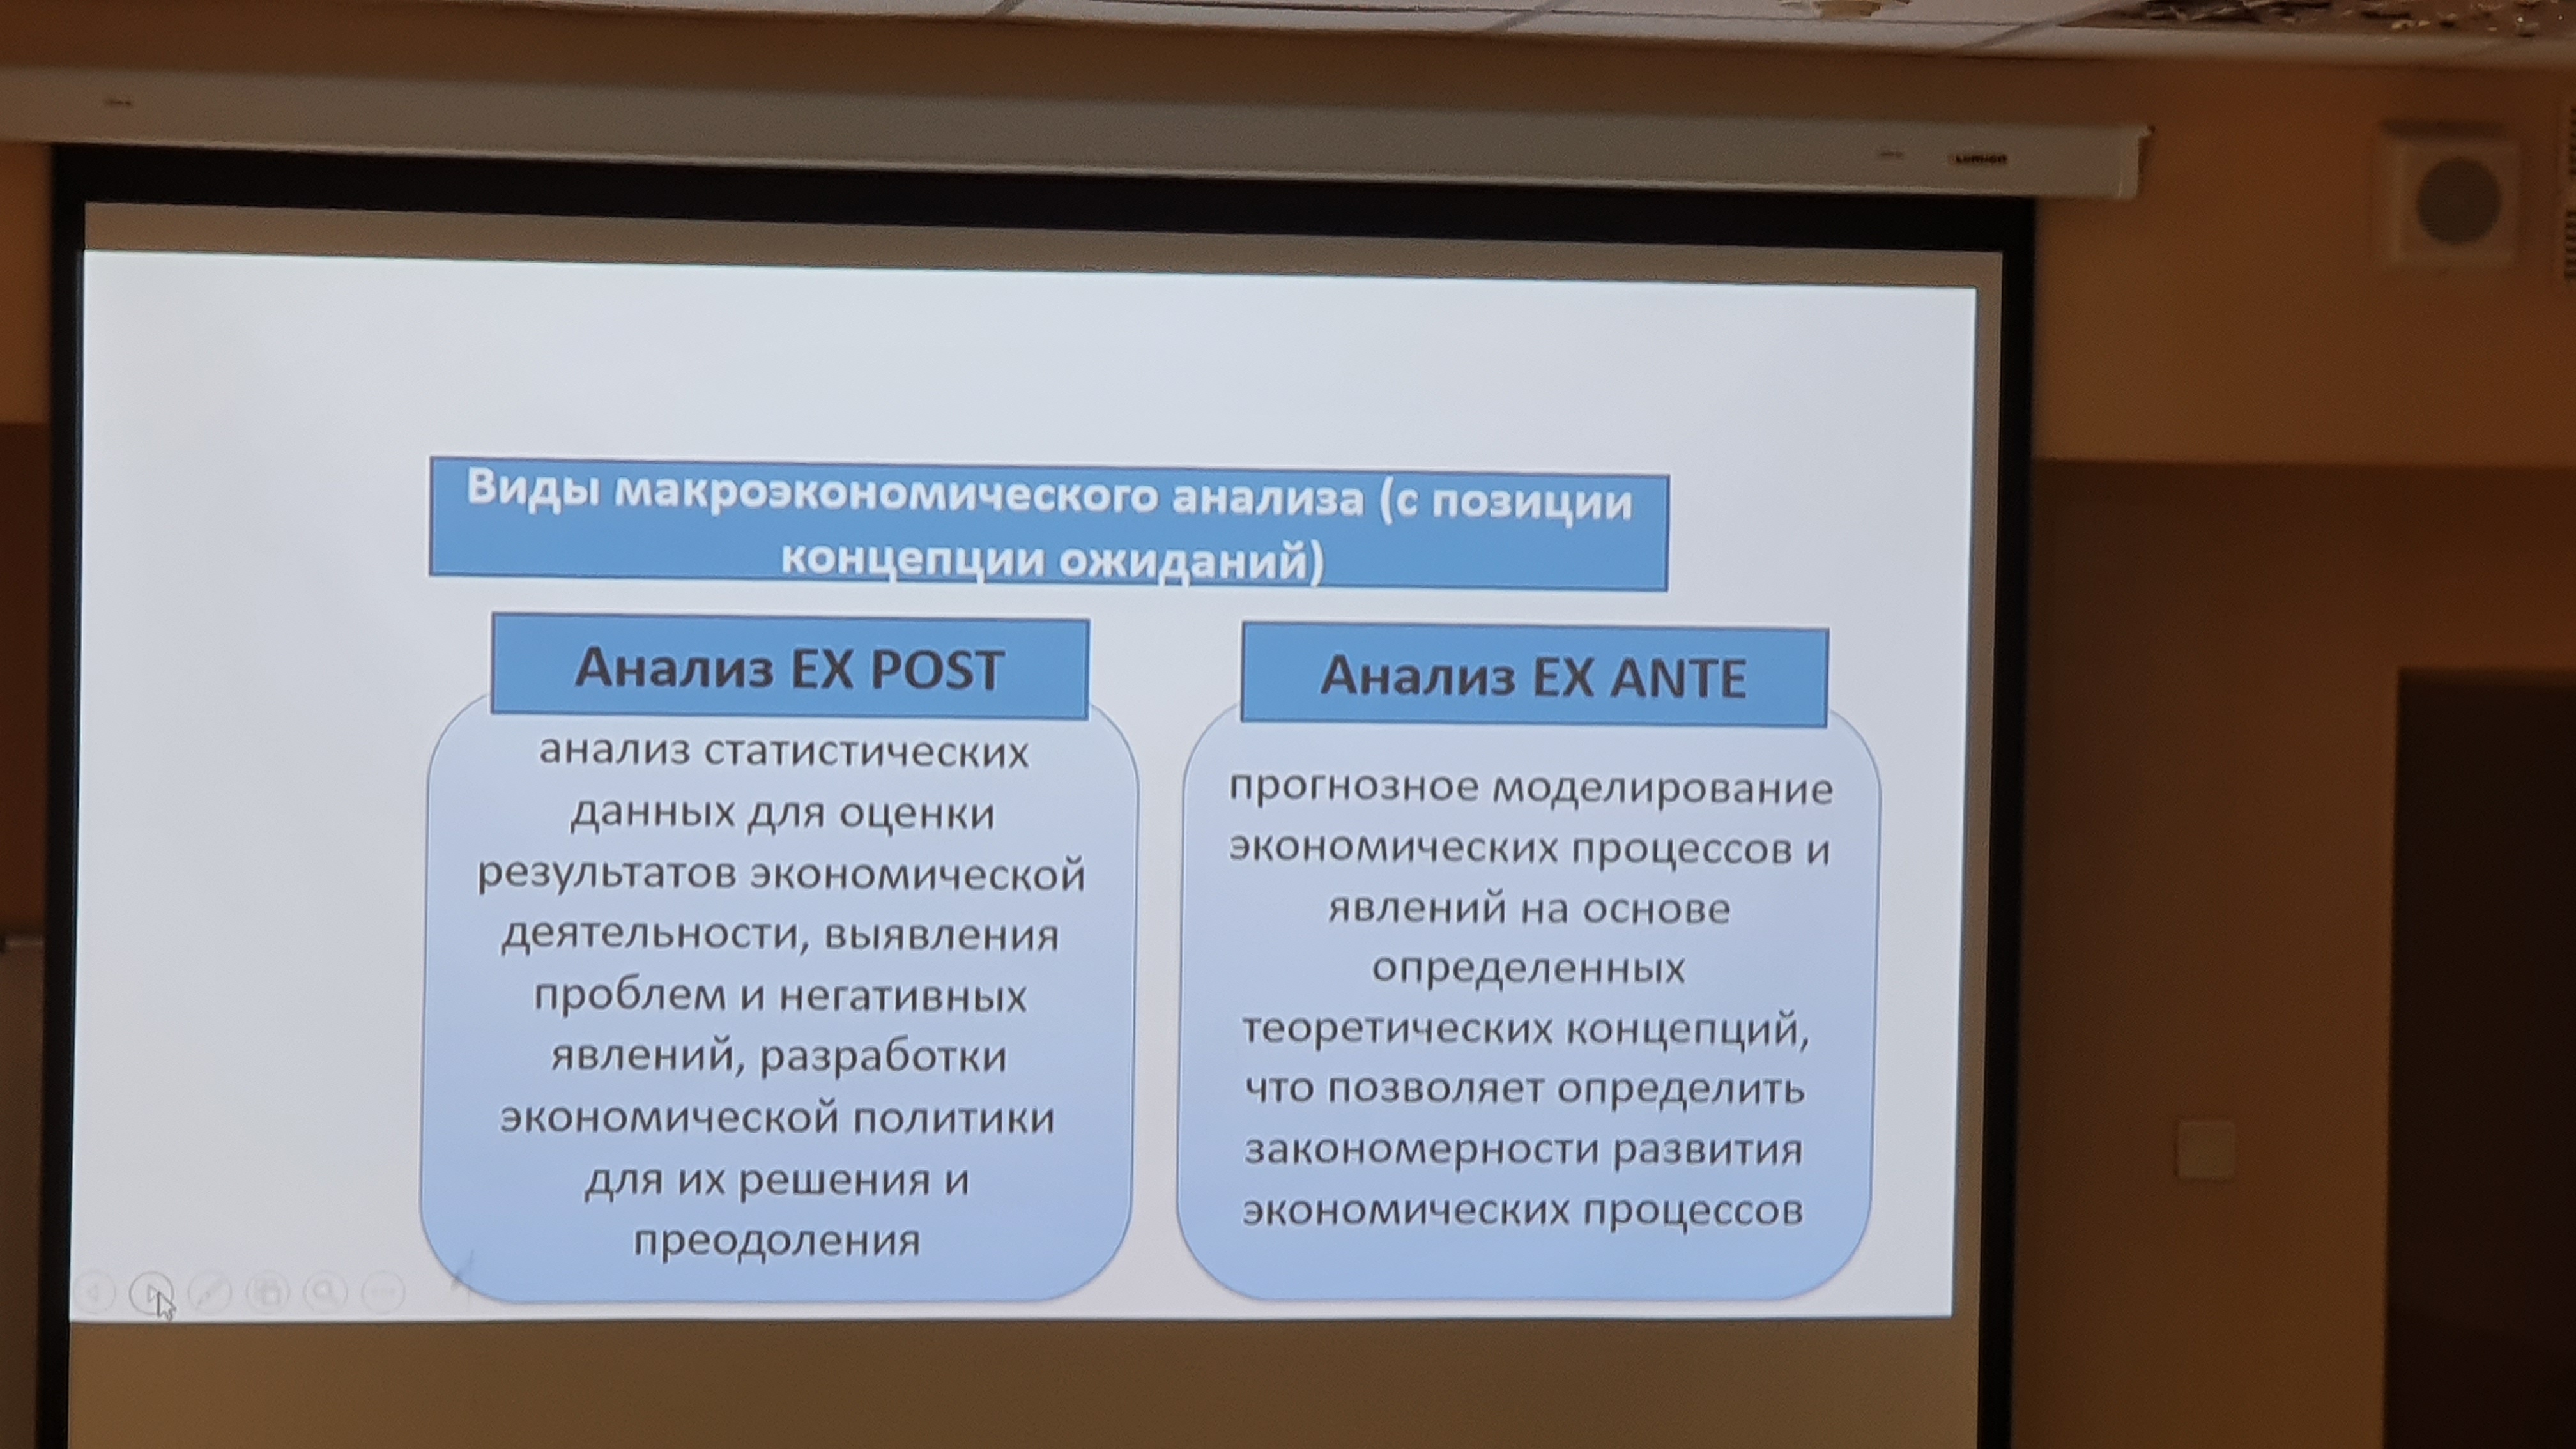 Lumien
Виды макроэкономического анализа (с позиции
концепции ожиданий)
Анализ EX POST
анализ статистических
данных для оценки
результатов экономической
деятельности, выявления
проблем и негативных
явлений, разработки
экономической политики
для их решения и
преодоления
Анализ EX ANTE
прогнозное моделирование
экономических процессов и
явлений на основе
определенных
теоретических концепций,
что позволяет определить
закономерности развития
экономических процессов